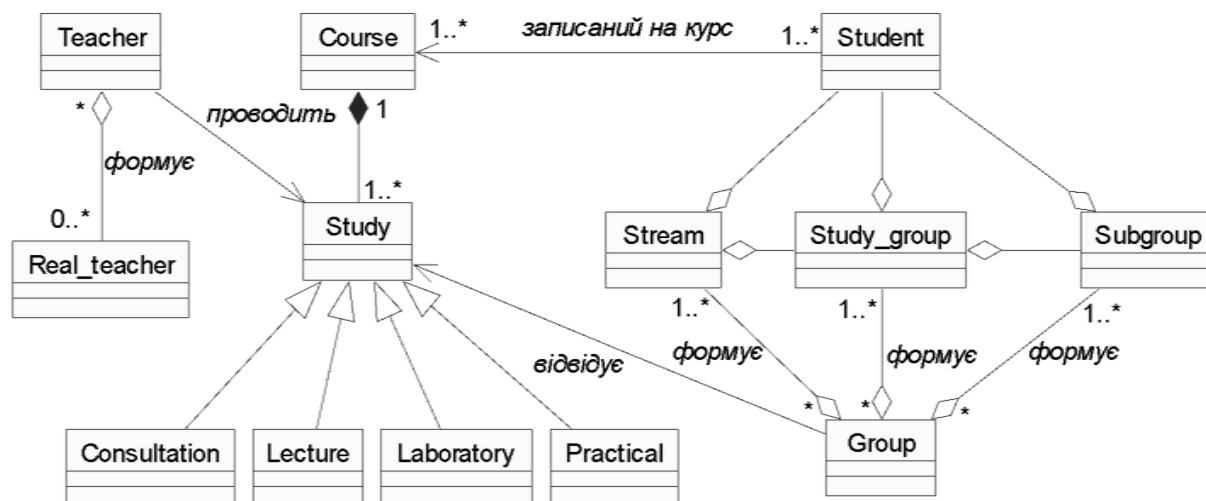 Teacher
Course
1..*
записаний на курс
1..*
Student
*
проводить
1
формує
1..*
0..*
Study
Stream
Study_group
Subgroup
Real_teacher
1..*
1..*
1..*
формує
формує
формує
відвідує
*
*
*
Consultation
Lecture
Laboratory
Practical
Group